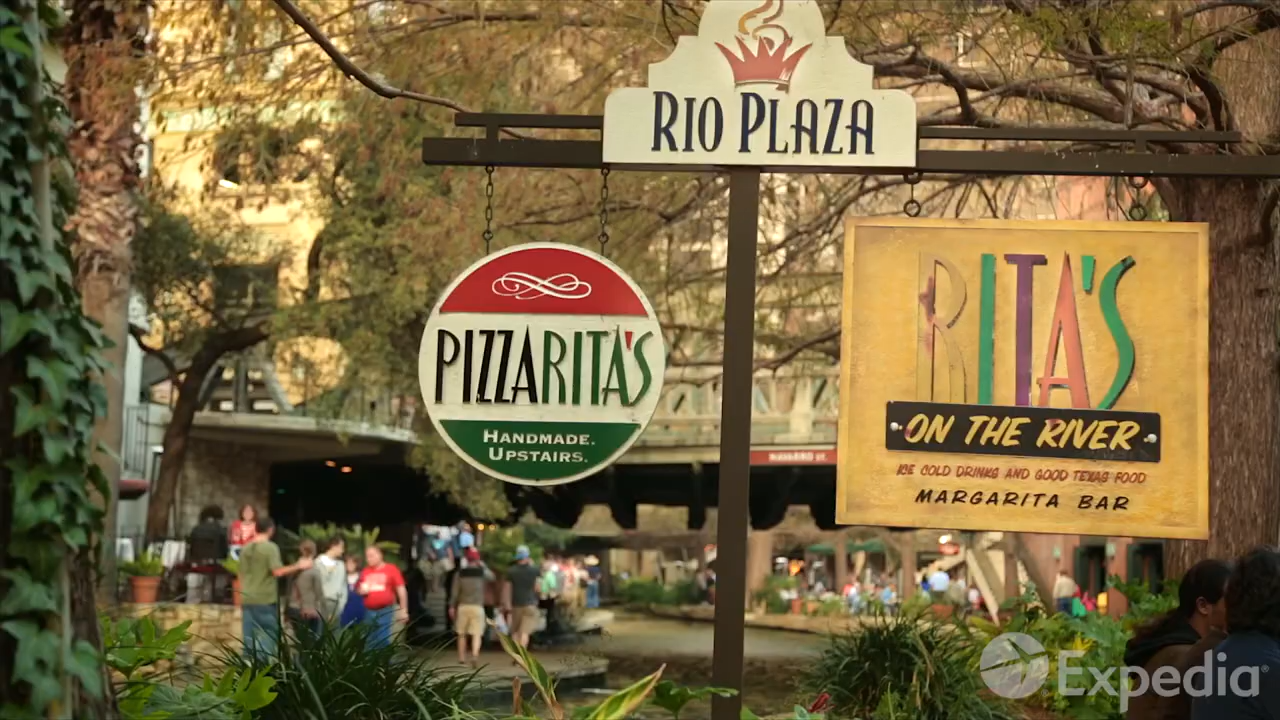 RIO PLAZA
PIZZARITA'S
HANDMADE.
UPSTAIRS.
RITA'S
ON THE RIVER
ICE COLD DRINKS AND GOOD TEXAS FOOD
MARGARITA BAR
Expedia